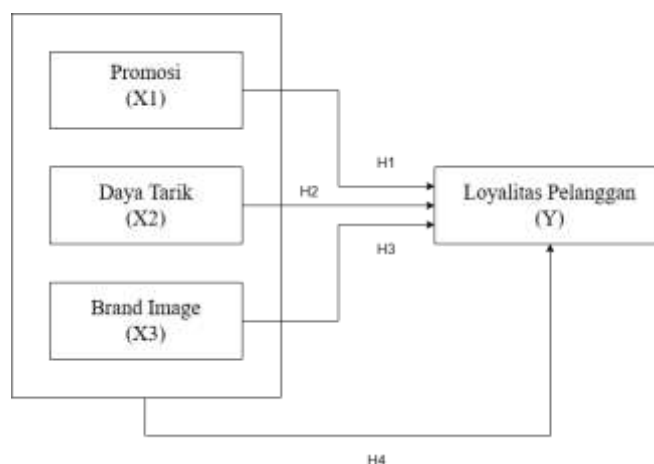 Promosi
(X1)
H1
Daya Tarik
(X2)
H2
Loyalitas Pelanggan
(Y)
H3
Brand Image
(X3)
H4